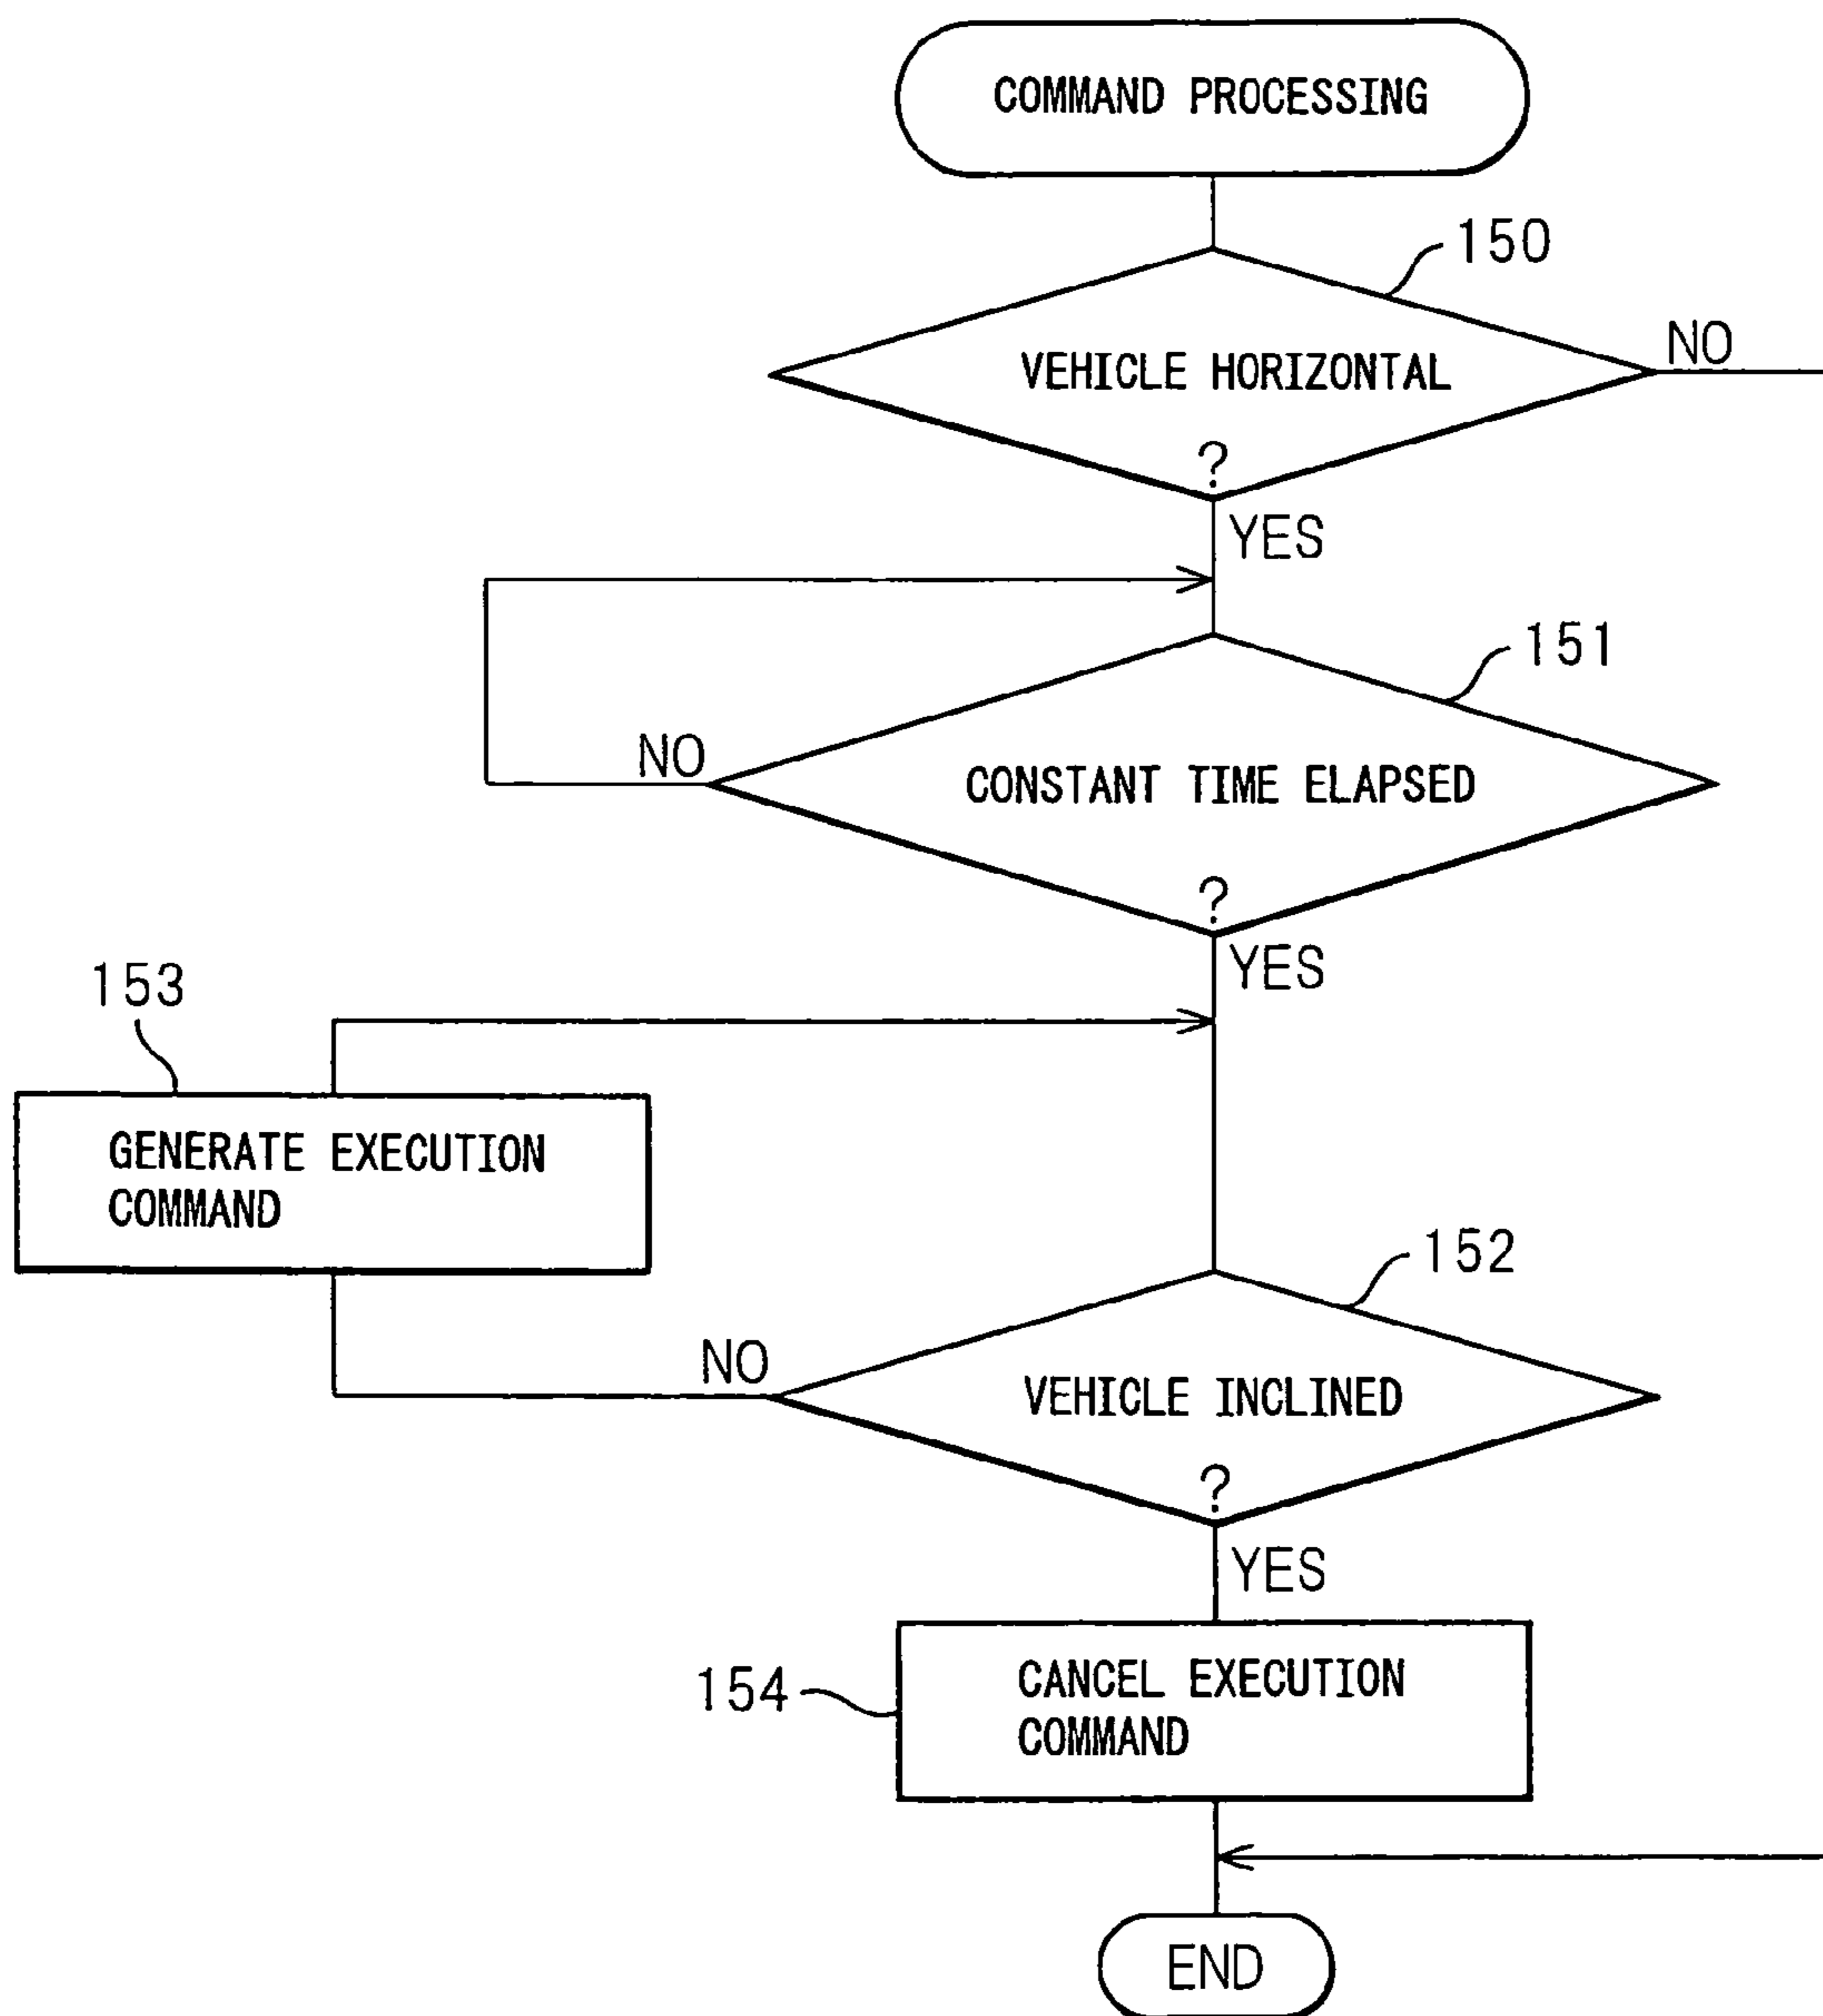 COMMAND PROCESSING
150
VEHICLE HORIZONTAL
?
NO
YES
151
CONSTANT TIME ELAPSED
?
NO
YES
153
GENERATE EXECUTION
COMMAND
152
VEHICLE INCLINED
?
NO
YES
154
CANCEL EXECUTION
COMMAND
END